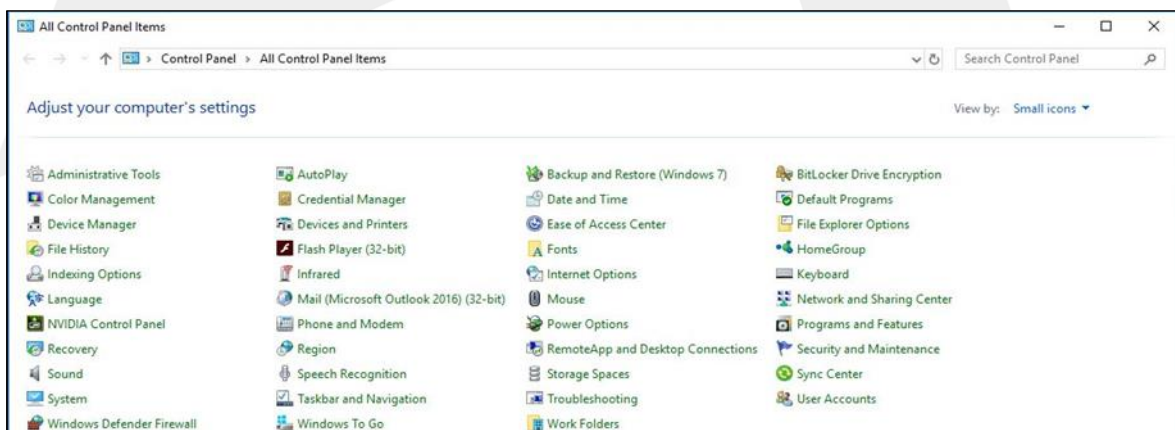 All Control Panel Items
Control Panel > All Control Panel Items Search Control Panel
Adjust your computer's settings View by: Small icons
Administrative Tools AutoPlay Backup and Restore (Windows 7) BitLocker Drive Encryption
Color Management Credential Manager Date and Time Default Programs
Device Manager Devices and Printers Ease of Access Center File Explorer Options
File History Flash Player (32-bit) Fonts HomeGroup
Indexing Options Infrared Internet Options Keyboard
Language Mail (Microsoft Outlook 2016) (32-bit) Mouse Network and Sharing Center
NVIDIA Control Panel Phone and Modem Power Options Programs and Features
Recovery Region RemoteApp and Desktop Connections Security and Maintenance
Sound Speech Recognition Storage Spaces Sync Center
System Taskbar and Navigation Troubleshooting User Accounts
Windows Defender Firewall Windows To Go Work Folders